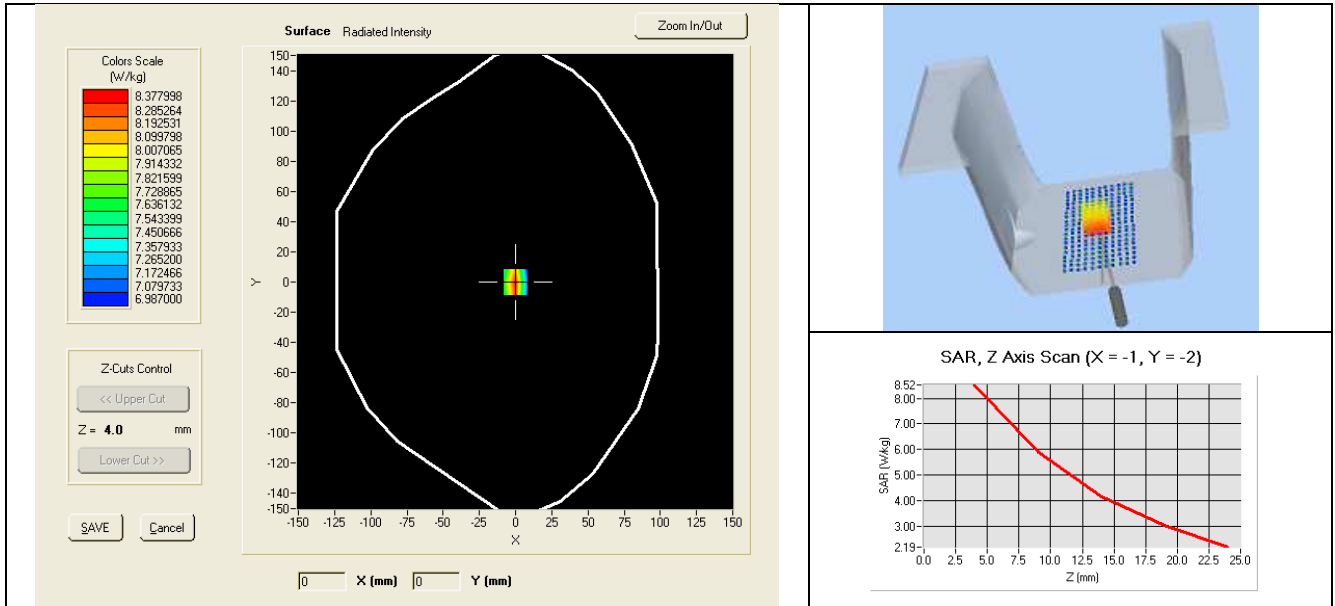 Surface Radiated Intensity
Zoom In/Out
Colors Scale
(W/kg)
8.377998
8.285264
8.192531
8.099798
8.007065
7.914332
7.821599
7.728865
7.636132
7.543399
7.450666
7.357933
7.265200
7.172466
7.079733
6.987000
Z-Cuts Control
<< Upper Cut
Z = 4.0 mm
Lower Cut >>
SAVE Cancel
150
140
120
100
80
60
40
20
0
-20
-40
-60
-80
-100
-120
-140
-150
Y
-150 -125 -100 -75 -50 -25 0 25 50 75 100 125 150
X
0 X (mm) 0 Y (mm)
SAR, Z Axis Scan (X = -1, Y = -2)
8.52
8.00
7.00
6.00
5.00
4.00
3.00
2.19
SAR (W/kg)
0.0 2.5 5.0 7.5 10.0 12.5 15.0 17.5 20.0 22.5 25.0
Z (mm)